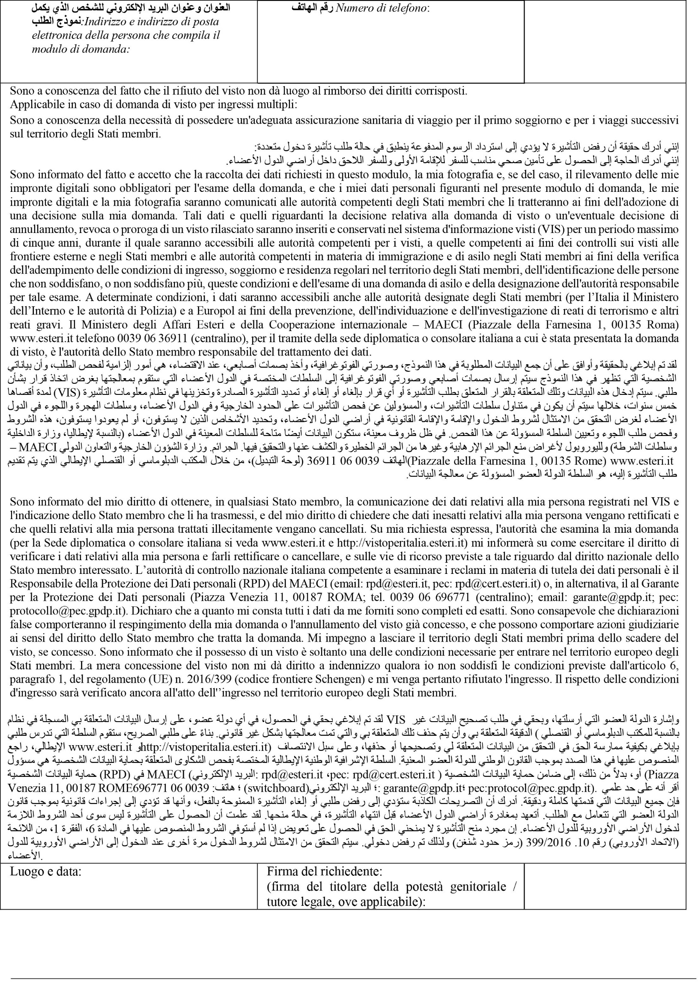 العنوان وعنوان البريد الإلكتروني للشخص الذي يكمل
نموذج الطلب:Indirizzo e indirizzo di posta
elettronica della persona che compila il
modulo di domanda:
رقم الهاتف Numero di telefono:
Sono a conoscenza del fatto che il rifiuto del visto non dà luogo al rimborso dei diritti corrisposti.
Applicabile in caso di domanda di visto per ingressi multipli:
Sono a conoscenza della necessità di possedere un'adeguata assicurazione sanitaria di viaggio per il primo soggiorno e per i viaggi successivi
sul territorio degli Stati membri.
إنني أدرك حقيقة أن رفض التأشيرة لا يؤدي إلى استرداد الرسوم المدفوعة ينطبق في حالة طلب تأشيرة دخول متعددة:
إنني أدرك الحاجة إلى الحصول على تأمين صحي مناسب للسفر للإقامة الأولى وللسفر اللاحق داخل أراضي الدول الأعضاء.
Sono informato del fatto e accetto che la raccolta dei dati richiesti in questo modulo, la mia fotografia e, se del caso, il rilevamento delle mie
impronte digitali sono obbligatori per l'esame della domanda, e che i miei dati personali figuranti nel presente modulo di domanda, le mie
impronte digitali e la mia fotografia saranno comunicati alle autorità competenti degli Stati membri che li tratteranno ai fini dell'adozione di
una decisione sulla mia domanda. Tali dati e quelli riguardanti la decisione relativa alla domanda di visto o un'eventuale decisione di
annullamento, revoca o proroga di un visto rilasciato saranno inseriti e conservati nel sistema d'informazione visti (VIS) per un periodo massimo
di cinque anni, durante il quale saranno accessibili alle autorità competenti per i visti, a quelle competenti ai fini dei controlli sui visti alle
frontiere esterne e negli Stati membri e alle autorità competenti in materia di immigrazione e di asilo negli Stati membri ai fini della verifica
dell'adempimento delle condizioni di ingresso, soggiorno e residenza regolari nel territorio degli Stati membri, dell'identificazione delle persone
che non soddisfano, o non soddisfano più, queste condizioni e dell'esame di una domanda di asilo e della designazione dell'autorità responsabile
per tale esame. A determinate condizioni, i dati saranno accessibili anche alle autorità designate degli Stati membri (per l’Italia il Ministero
dell’Interno e le autorità di Polizia) e a Europol ai fini della prevenzione, dell'individuazione e dell'investigazione di reati di terrorismo e altri
reati gravi. Il Ministero degli Affari Esteri e della Cooperazione internazionale – MAECI (Piazzale della Farnesina 1, 00135 Roma)
www.esteri.it telefono 0039 06 36911 (centralino), per il tramite della sede diplomatica o consolare italiana a cui è stata presentata la domanda
di visto, è l'autorità dello Stato membro responsabile del trattamento dei dati.
لقد تم إبلاغي بالحقيقة وأوافق على أن جمع البيانات المطلوبة في هذا النموذج، وصورتي الفوتوغرافية، وأخذ بصمات أصابعي، عند الاقتضاء، هي أمور إلزامية لفحص الطلب، وأن بياناتي
الشخصية التي تظهر في هذا النموذج سيتم إرسال بصمات أصابعي وصورتي الفوتوغرافية إلى السلطات المختصة في الدول الأعضاء التي ستقوم بمعالجتها بغرض اتخاذ قرار بشأن
طلبي. سيتم إدخال هذه البيانات وتلك المتعلقة بالقرار المتعلق بطلب التأشيرة أو أي قرار بإلغاء أو إلغاء أو تمديد التأشيرة الصادرة وتخزينها في نظام معلومات التأشيرة (VIS) لمدة أقصاها
خمس سنوات، خلالها سيتم أن يكون في متناول سلطات التأشيرات، والمسؤولين عن فحص التأشيرات على الحدود الخارجية وفي الدول الأعضاء، وسلطات الهجرة واللجوء في الدول
الأعضاء لغرض التحقق من الامتثال لشروط الدخول والإقامة والإقامة القانونية في أراضي الدول الأعضاء، وتحديد الأشخاص الذين لا يستوفون، أو لم يعودوا يستوفون، هذه الشروط
وفحص طلب اللجوء وتعيين السلطة المسؤولة عن هذا الفحص. في ظل ظروف معينة، ستكون البيانات أيضًا متاحة للسلطات المعينة في الدول الأعضاء (بالنسبة لإيطاليا، وزارة الداخلية
وسلطات الشرطة) ولليوروبول لأغراض منع الجرائم الإرهابية وغيرها من الجرائم الخطيرة والكشف عنها والتحقيق فيها. الجرائم. وزارة الشؤون الخارجية والتعاون الدولي MAECI –
(Piazzale della Farnesina 1, 00135 Rome) www.esteri.it الهاتف 0039 06 36911 (لوحة التبديل)، من خلال المكتب الدبلوماسي أو القنصلي الإيطالي الذي يتم تقديم
طلب التأشيرة إليه، هو السلطة الدولة العضو المسؤولة عن معالجة البيانات.
Sono informato del mio diritto di ottenere, in qualsiasi Stato membro, la comunicazione dei dati relativi alla mia persona registrati nel VIS e
l'indicazione dello Stato membro che li ha trasmessi, e del mio diritto di chiedere che dati inesatti relativi alla mia persona vengano rettificati e
che quelli relativi alla mia persona trattati illecitamente vengano cancellati. Su mia richiesta espressa, l'autorità che esamina la mia domanda
(per la Sede diplomatica o consolare italiana si veda www.esteri.it e http://vistoperitalia.esteri.it) mi informerà su come esercitare il diritto di
verificare i dati relativi alla mia persona e farli rettificare o cancellare, e sulle vie di ricorso previste a tale riguardo dal diritto nazionale dello
Stato membro interessato. L’autorità di controllo nazionale italiana competente a esaminare i reclami in materia di tutela dei dati personali è il
Responsabile della Protezione dei Dati personali (RPD) del MAECI (email: rpd@esteri.it, pec: rpd@cert.esteri.it) o, in alternativa, il al Garante
per la Protezione dei Dati personali (Piazza Venezia 11, 00187 ROMA; tel. 0039 06 696771 (centralino); email: garante@gpdp.it; pec:
protocollo@pec.gpdp.it). Dichiaro che a quanto mi consta tutti i dati da me forniti sono completi ed esatti. Sono consapevole che dichiarazioni
false comporteranno il respingimento della mia domanda o l'annullamento del visto già concesso, e che possono comportare azioni giudiziarie
ai sensi del diritto dello Stato membro che tratta la domanda. Mi impegno a lasciare il territorio degli Stati membri prima dello scadere del
visto, se concesso. Sono informato che il possesso di un visto è soltanto una delle condizioni necessarie per entrare nel territorio europeo degli
Stati membri. La mera concessione del visto non mi dà diritto a indennizzo qualora io non soddisfi le condizioni previste dall'articolo 6,
paragrafo 1, del regolamento (UE) n. 2016/399 (codice frontiere Schengen) e mi venga pertanto rifiutato l'ingresso. Il rispetto delle condizioni
d'ingresso sarà verificato ancora all'atto dell'’ingresso nel territorio europeo degli Stati membri.
وإشارة الدولة العضو التي أرسلتها، وبحقي في طلب تصحيح البيانات غير VIS لقد تم إبلاغي بحقي في الحصول، في أي دولة عضو، على إرسال البيانات المتعلقة بي المسجلة في نظام
بالنسبة للمكتب الدبلوماسي أو القنصلي ) الدقيقة المتعلقة بي وأن يتم حذف تلك المتعلقة بي والتي تمت معالجتها بشكل غير قانوني. بناءً على طلبي الصريح، ستقوم السلطة التي تدرس طلبي
بإبلاغي بكيفية ممارسة الحق في التحقق من البيانات المتعلقة لي وتصحيحها أو حذفها، وعلى سبل الانتصاف (http://vistoperitalia.esteri.itو www.esteri.it الإيطالي، راجع
المنصوص عليها في هذا الصدد بموجب القانون الوطني للدولة العضو المعنية. السلطة الإشرافية الوطنية الإيطالية المختصة بفحص الشكاوى المتعلقة بحماية البيانات الشخصية هي مسؤول
Piazza) أو، بدلاً من ذلك، إلى ضامن حماية البيانات الشخصية ( rpd@esteri.it ،pec: rpd@cert.esteri.it :البريد الإلكتروني) MAECI في (RPD) حماية البيانات الشخصية
Venezia 11, 00187 ROME696771 06 0039 :هاتف ؛ (switchboard)البريد الإلكتروني ؛: garante@gpdp.it؛ pec:protocol@pec.gpdp.it). أقر أنه على حد علمي
فإن جميع البيانات التي قدمتها كاملة ودقيقة. أدرك أن التصريحات الكاذبة ستؤدي إلى رفض طلبي أو إلغاء التأشيرة الممنوحة بالفعل، وأنها قد تؤدي إلى إجراءات قانونية بموجب قانون
الدولة العضو التي تتعامل مع الطلب. أتعهد بمغادرة أراضي الدول الأعضاء قبل انتهاء التأشيرة، في حالة منحها. لقد علمت أن الحصول على التأشيرة ليس سوى أحد الشروط اللازمة
لدخول الأراضي الأوروبية للدول الأعضاء. إن مجرد منح التأشيرة لا يمنحني الحق في الحصول على تعويض إذا لم أستوفي الشروط المنصوص عليها في المادة 6، الفقرة 1، من اللائحة
(الاتحاد الأوروبي) رقم 10. 399/2016 (رمز حدود شنغن) ولذلك تم رفض دخولي. سيتم التحقق من الامتثال لشروط الدخول مرة أخرى عند الدخول إلى الأراضي الأوروبية للدول
الأعضاء.
Luogo e data:
Firma del richiedente:
(firma del titolare della potestà genitoriale /
tutore legale, ove applicabile):